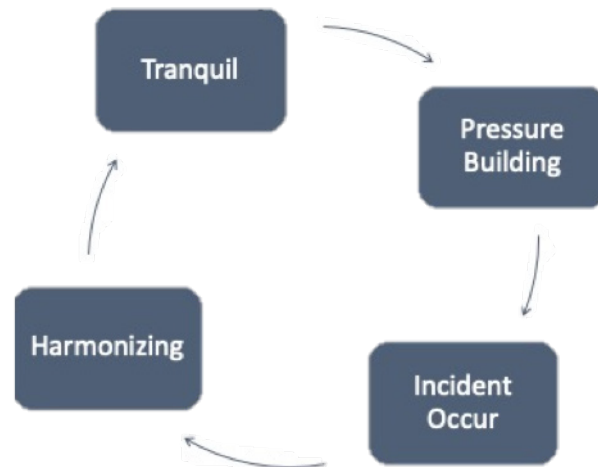 Tranquil
Pressure
Building
Incident
Occur
Harmonizing